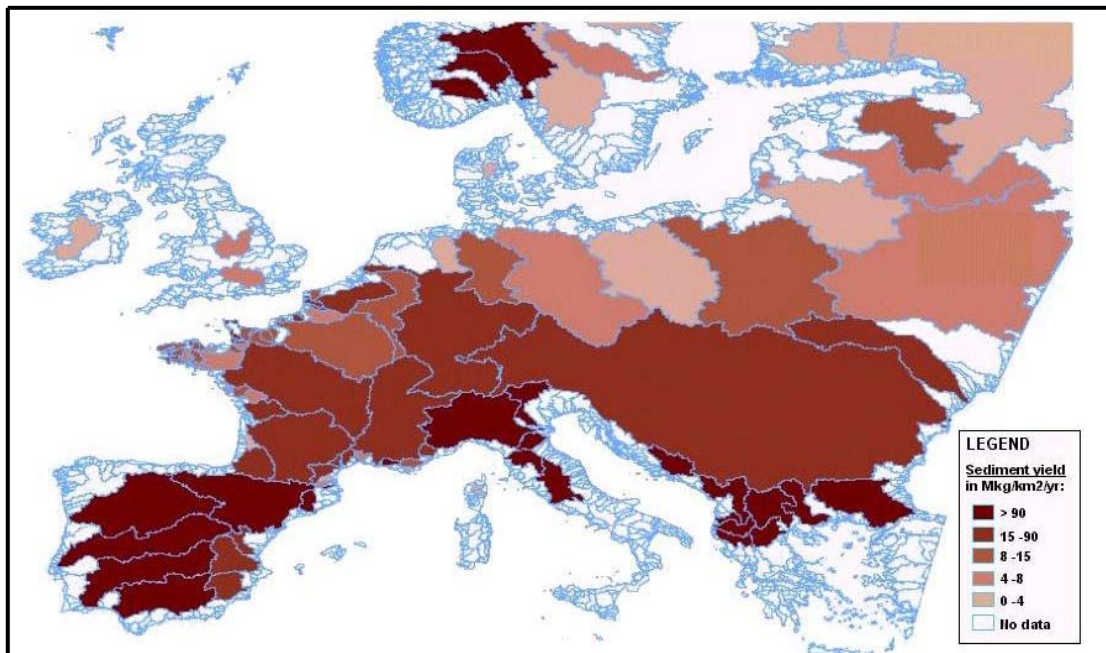 LEGEND
Sediment yield
in Mkg/km2/yr:
> 90
15 -90
8 -15
4 -8
0 -4
No data